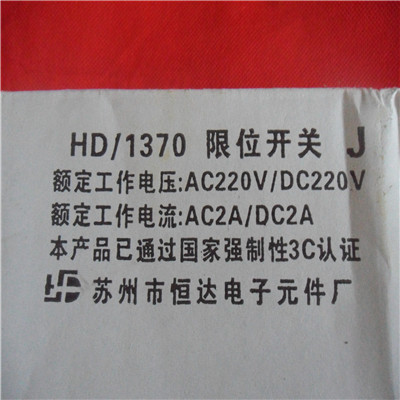 HD/1370 限位开关 J
额定工作电压:AC220V/DC220V
额定工作电流:AC2A/DC2A
本产品已通过国家强制性3C认证
苏州市恒达电子元件厂